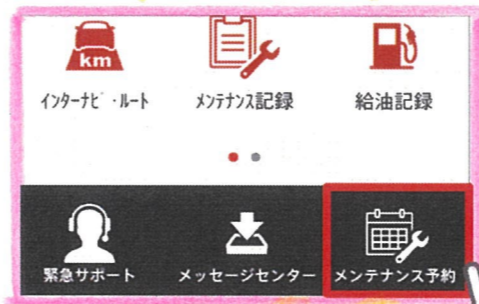 km
インターナビ・ルート
メンテナンス記録
給油記録
緊急サポート
メッセージセンター
メンテナンス予約